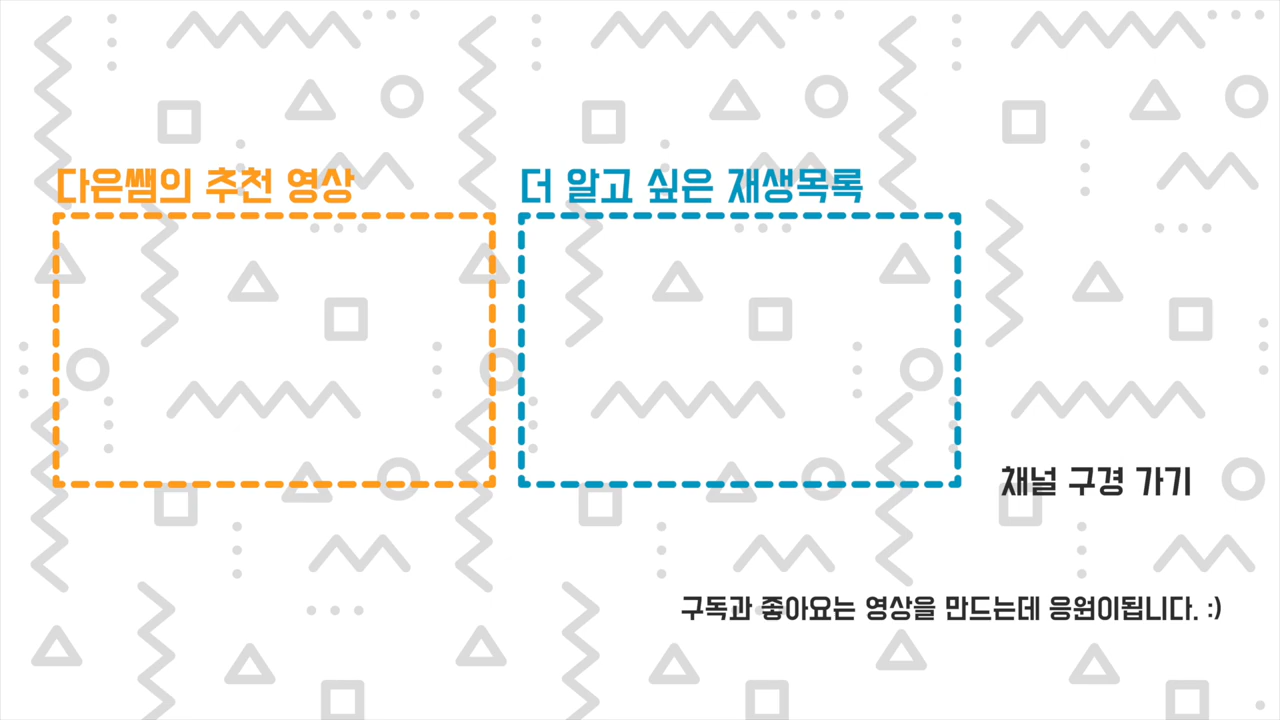 다은쌤의 추천 영상
더 알고 싶은 재생목록
채널 구경 가기
구독과 좋아요는 영상을 만드는데 응원이됩니다. :)